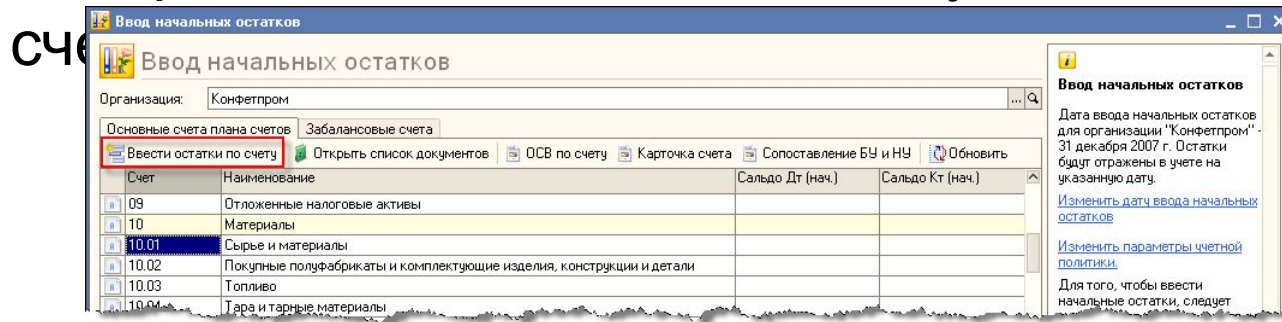 Ввод начальных остатков
сче
Ввод начальных остатков
Организация: Конфетпром
Основные счета плана счетов Забалансовые счета
Ввести остатки по счету Открыть список документов ОСВ по счету Карточка счета Сопоставление БУ и НУ Обновить
Счет Наименование Сальдо Дт (нач.) Сальдо Кт (нач.)
09 Отложенные налоговые активы
10 Материалы
10.01 Сырье и материалы
10.02 Покупные полуфабрикаты и комплектующие изделия, конструкции и детали
10.03 Топливо
10.04 Тара и тарные материалы
Ввод начальных остатков
Дата ввода начальных остатков
для организации "Конфетпром" -
31 декабря 2007 г. Остатки
будут отражены в учете на
указанную дату.
Изменить дату ввода начальных
остатков
Изменить параметры учетной
политики.
Для того, чтобы ввести
начальные остатки, следует